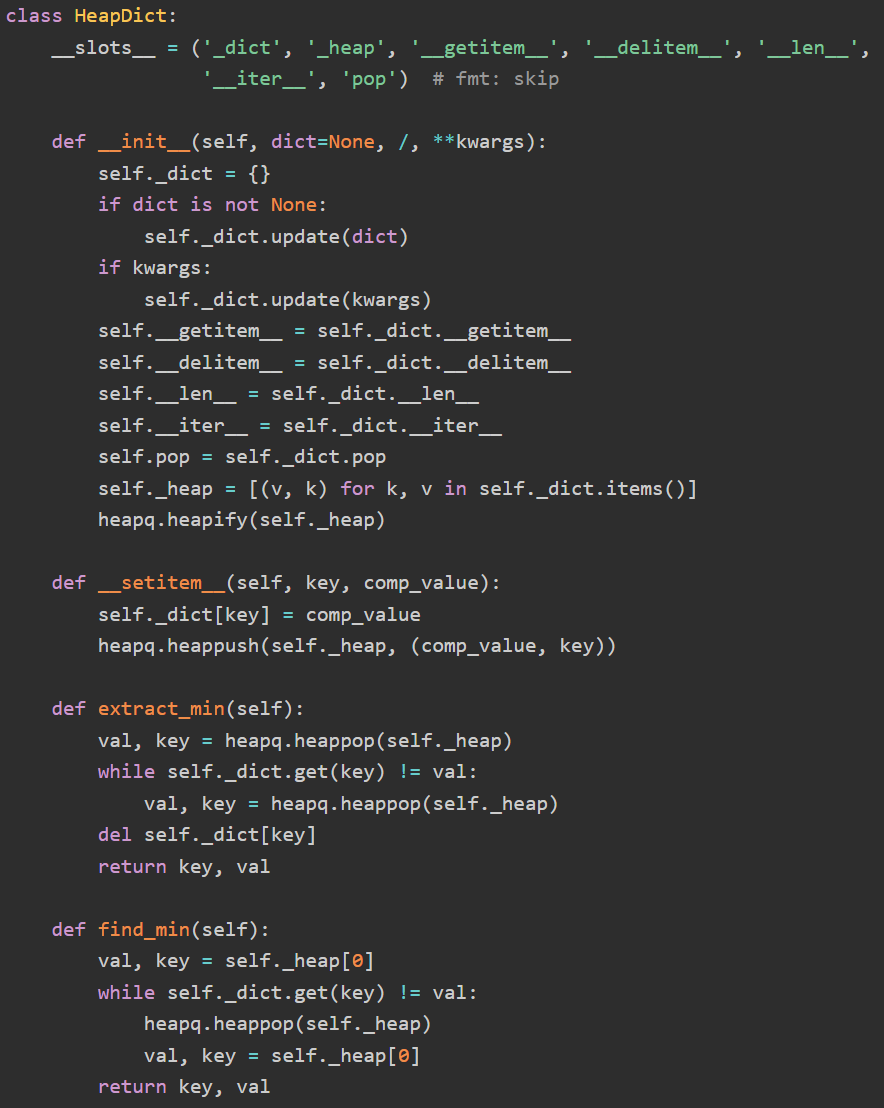 class HeapDict:
    __slots__ = ('_dict', '_heap', '__getitem__', '__delitem__', '__len__',
                 '__iter__', 'pop')  # fmt: skip

    def __init__(self, dict=None, /, **kwargs):
        self._dict = {}
        if dict is not None:
            self._dict.update(dict)
        if kwargs:
            self._dict.update(kwargs)
        self.__getitem__ = self._dict.__getitem__
        self.__delitem__ = self._dict.__delitem__
        self.__len__ = self._dict.__len__
        self.__iter__ = self._dict.__iter__
        self.pop = self._dict.pop
        self._heap = [(v, k) for k, v in self._dict.items()]
        heapq.heapify(self._heap)

    def __setitem__(self, key, comp_value):
        self._dict[key] = comp_value
        heapq.heappush(self._heap, (comp_value, key))

    def extract_min(self):
        val, key = heapq.heappop(self._heap)
        while self._dict.get(key) != val:
            val, key = heapq.heappop(self._heap)
        del self._dict[key]
        return key, val

    def find_min(self):
        val, key = self._heap[0]
        while self._dict.get(key) != val:
            heapq.heappop(self._heap)
            val, key = self._heap[0]
        return key, val